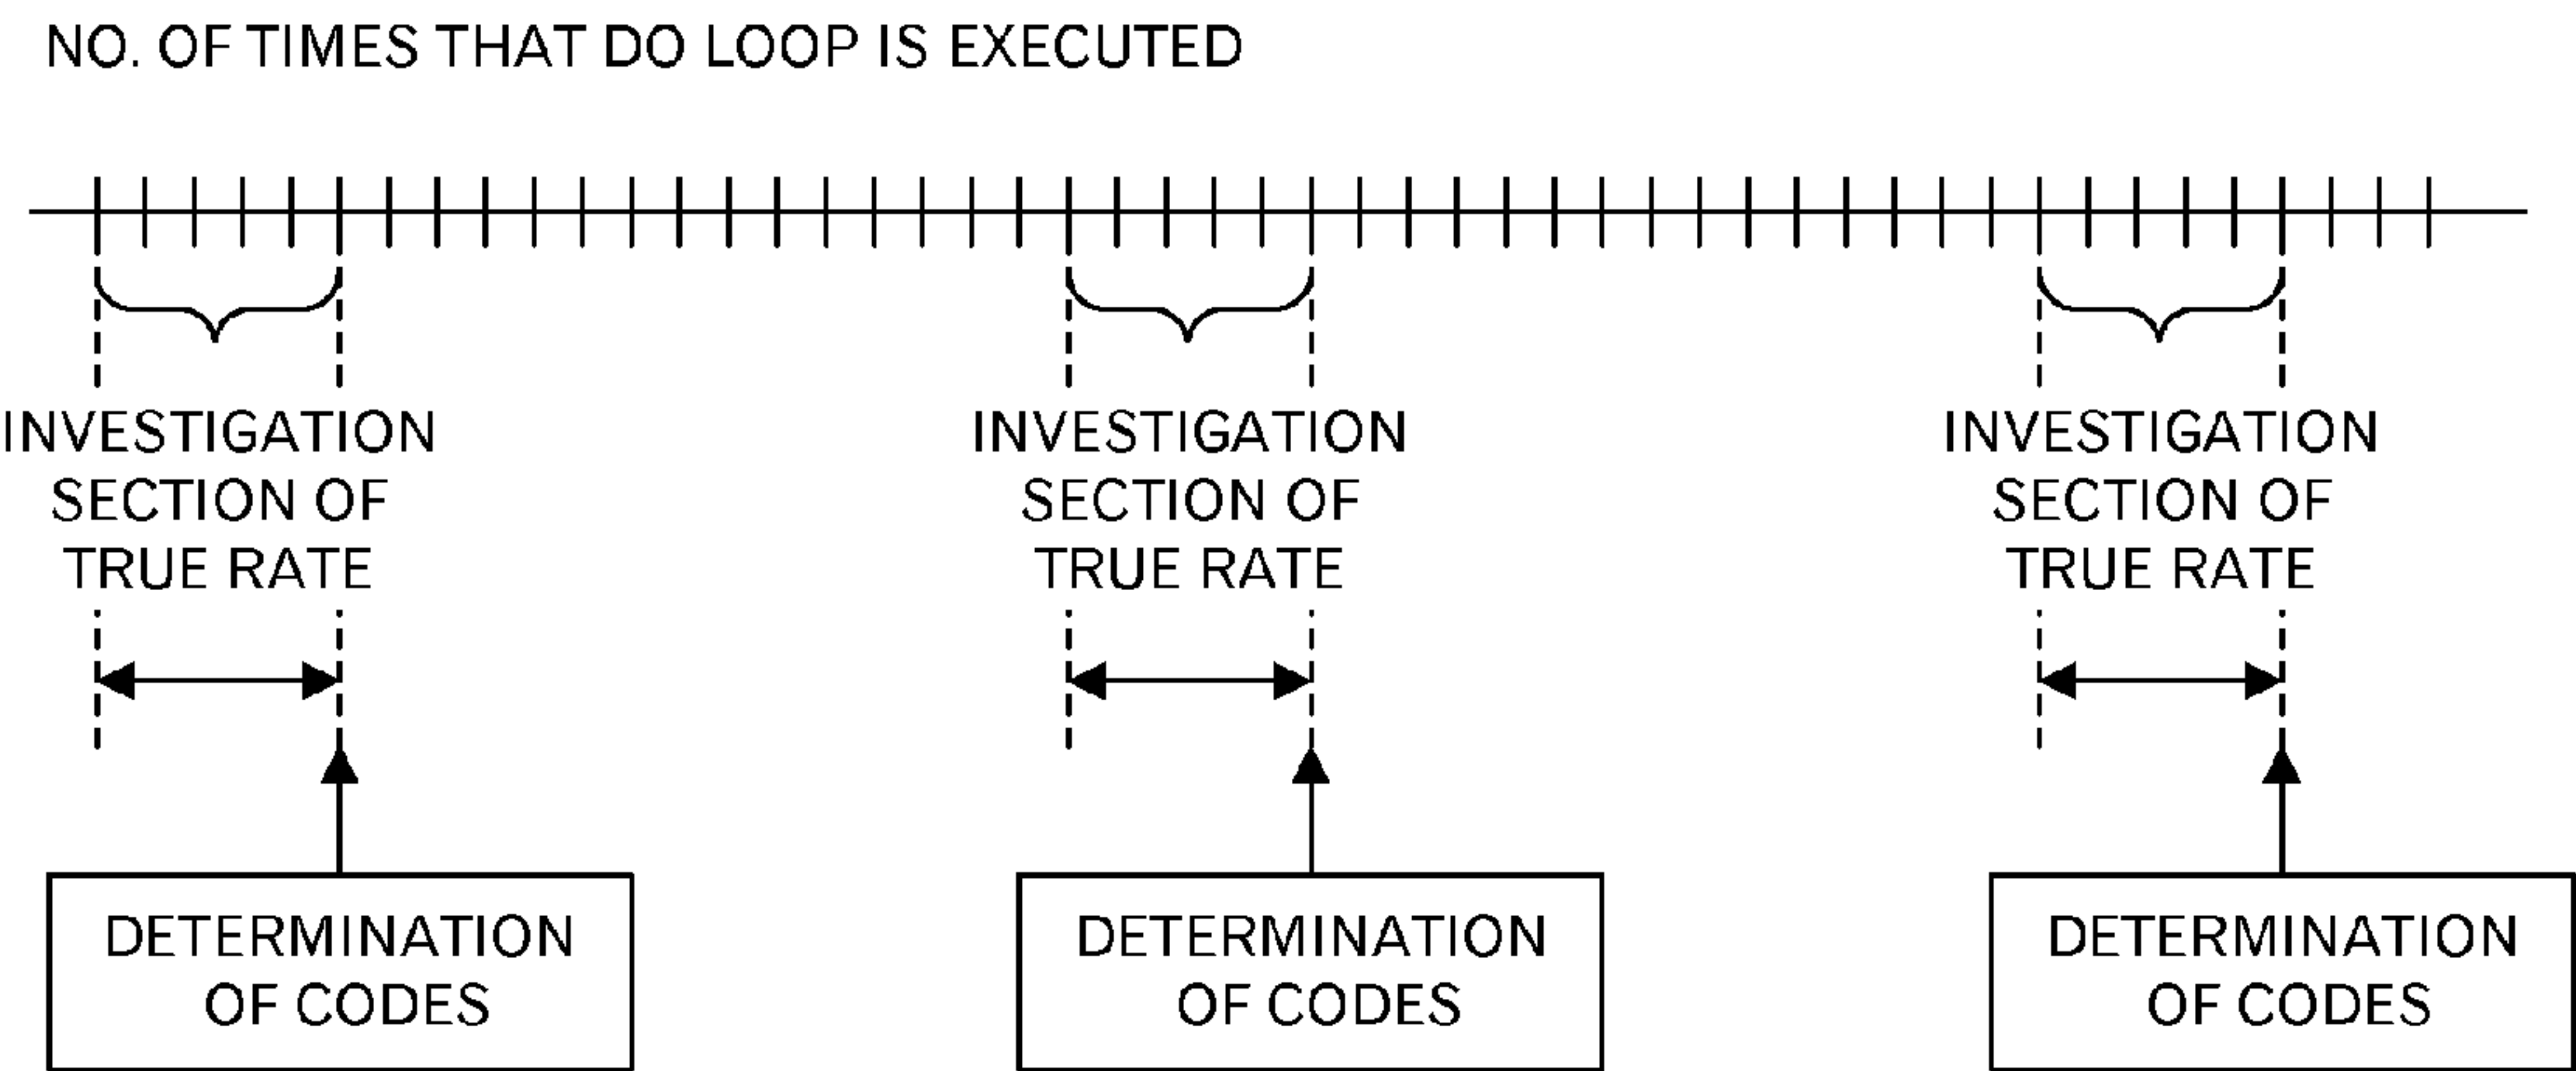 NO. OF TIMES THAT DO LOOP IS EXECUTED
INVESTIGATION
SECTION OF
TRUE RATE
INVESTIGATION
SECTION OF
TRUE RATE
INVESTIGATION
SECTION OF
TRUE RATE
DETERMINATION
OF CODES
DETERMINATION
OF CODES
DETERMINATION
OF CODES